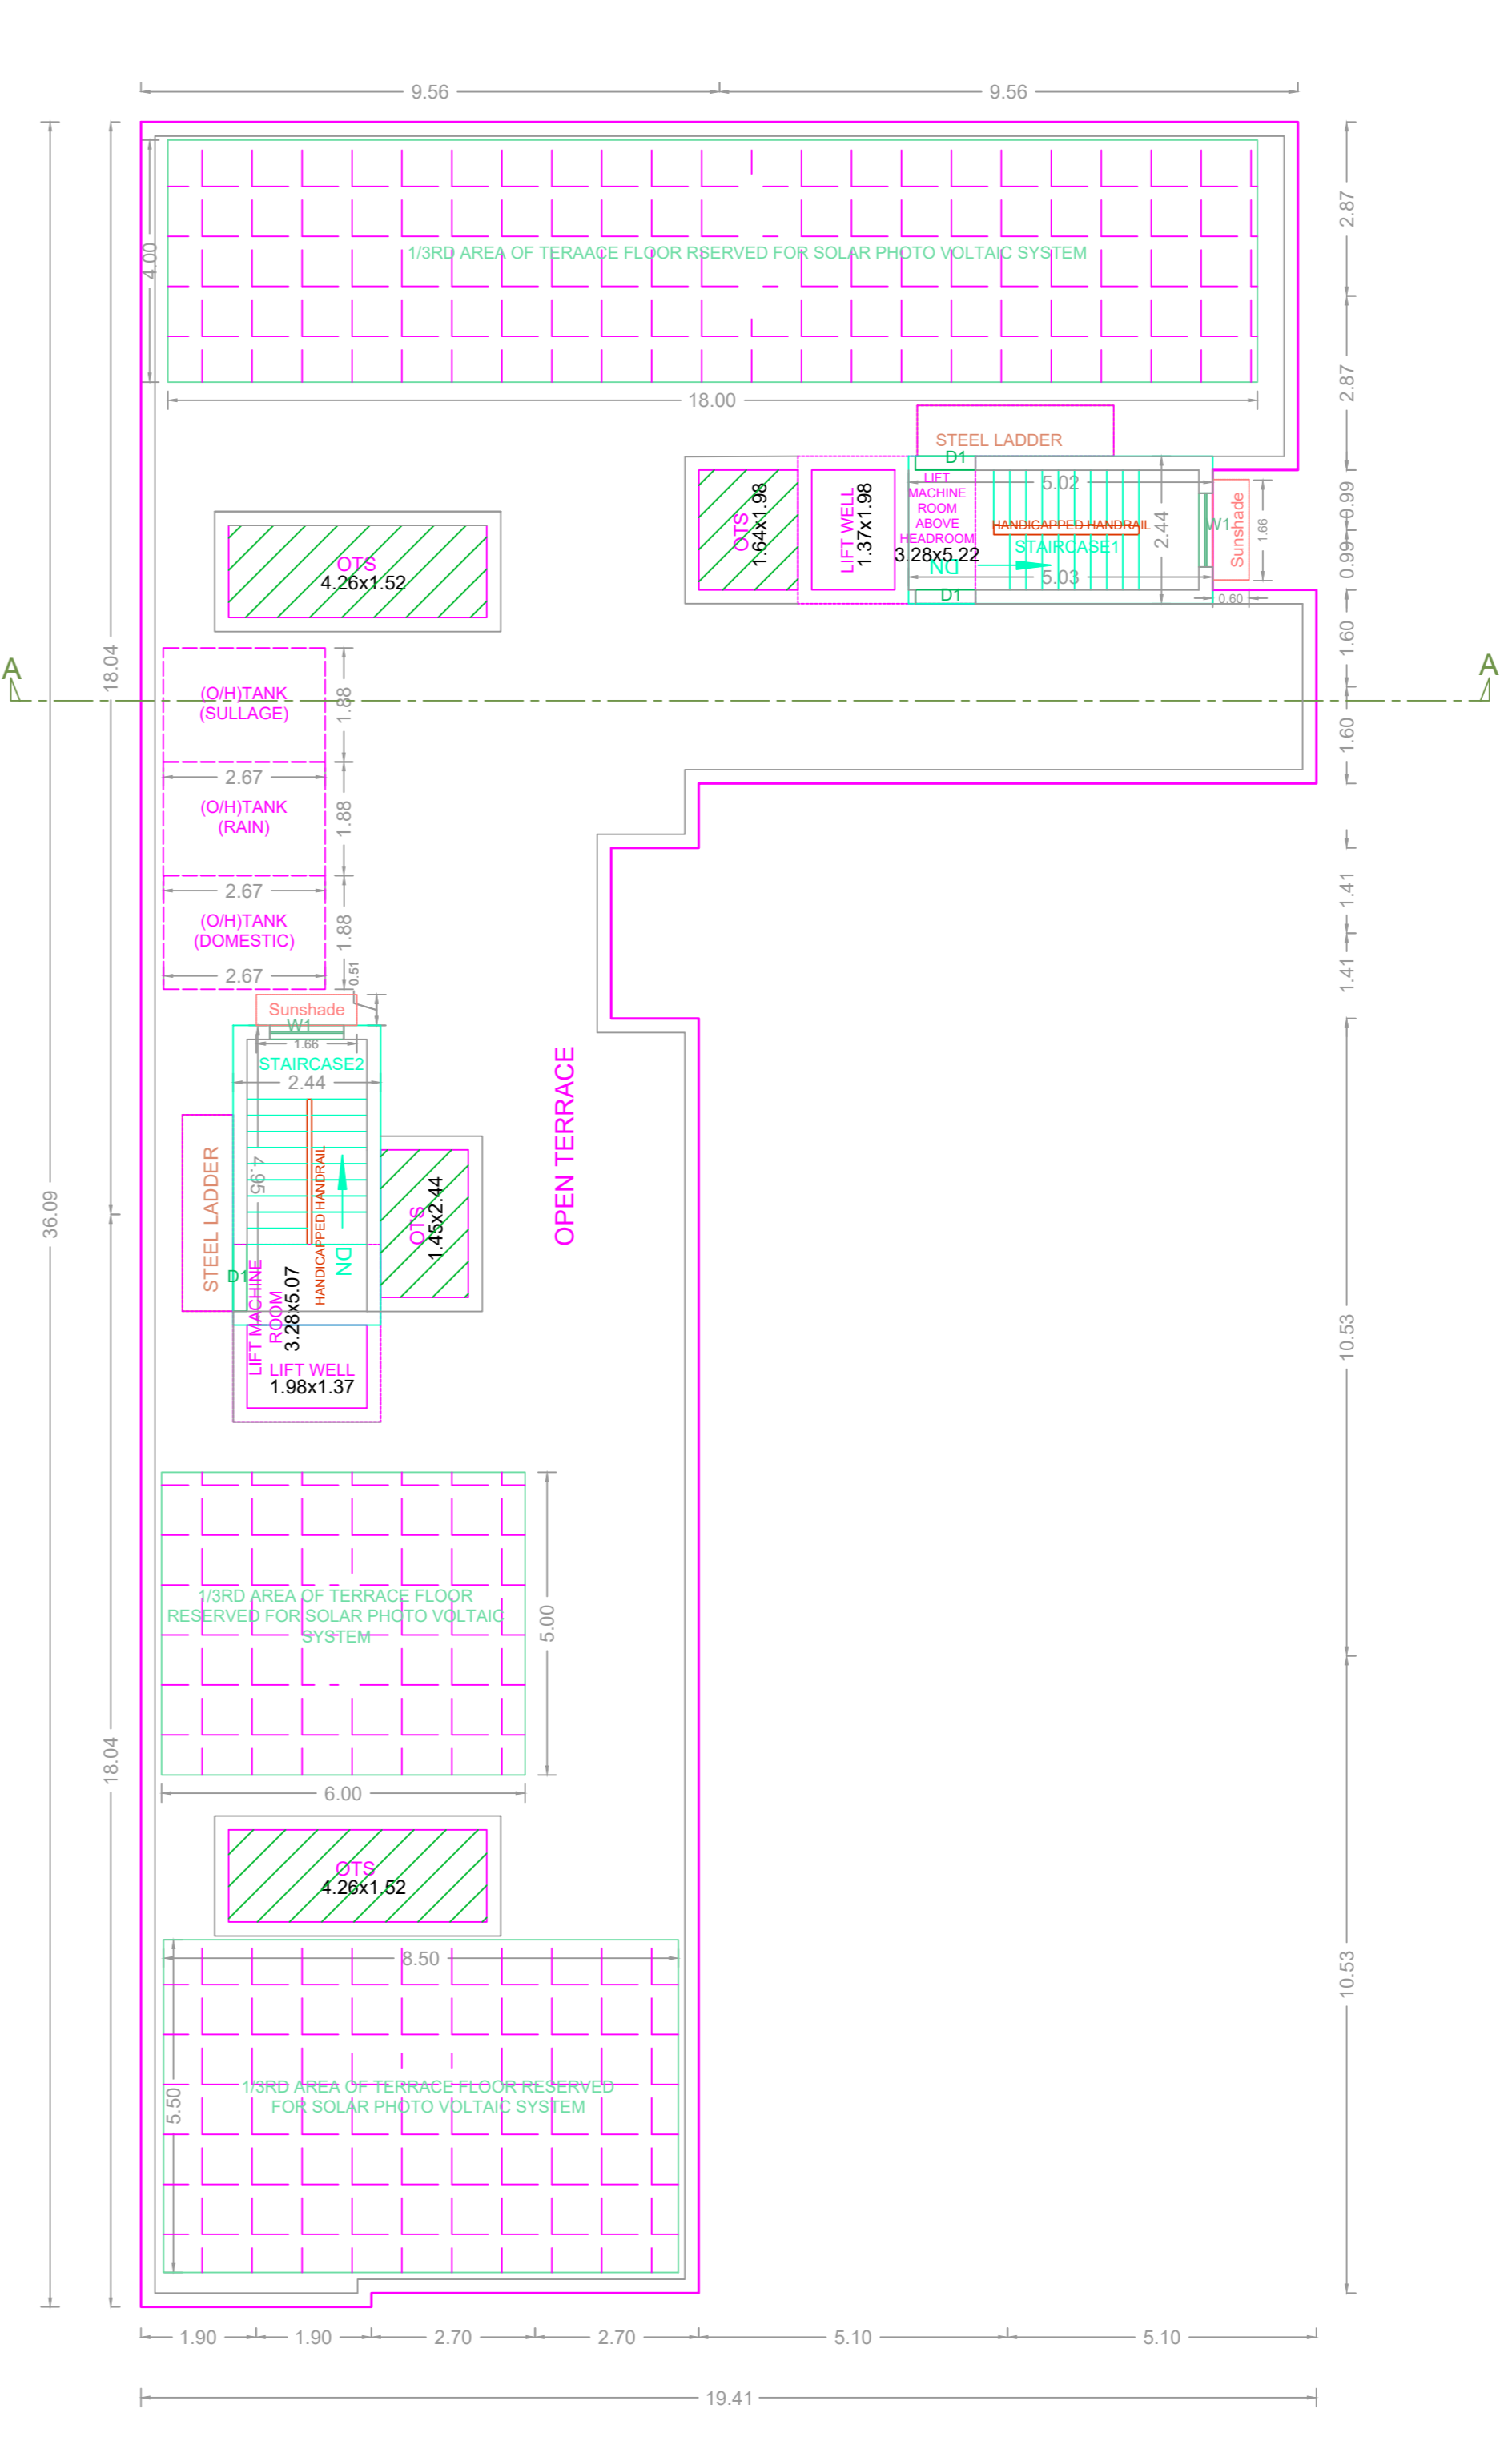 9.56
9.56
2.87
4.00
1/3RD AREA OF TERAACE FLOOR RSERVED FOR SOLAR PHOTO VOLTAIC SYSTEM
2.87
18.00
STEEL LADDER
D1
OTS
1.64x1.98
LIFT WELL
1.37x1.98
LIFT
MACHINE
ROOM
ABOVE
HEADROOM
3.28x5.22
5.02
HANDICAPPED HANDRAIL
STAIRCASE1
DN
5.03
2.44
W1
Sunshade
1.66
0.99
0.99
D1
0.60
OTS
4.26x1.52
1.60
18.04
A
A
(O/H)TANK
(SULLAGE)
1.88
1.60
2.67
(O/H)TANK
(RAIN)
1.88
2.67
(O/H)TANK
(DOMESTIC)
1.88
2.67
0.51
1.41
1.41
Sunshade
W1
1.66
STAIRCASE2
2.44
OPEN TERRACE
STEEL LADDER
4.95
HANDICAPPED HANDRAIL
DN
OTS
1.45x2.44
36.09
D1
LIFT MACHINE
ROOM
3.28x5.07
LIFT WELL
1.98x1.37
10.53
1/3RD AREA OF TERRACE FLOOR
RESERVED FOR SOLAR PHOTO VOLTAIC
SYSTEM
5.00
6.00
18.04
OTS
4.26x1.52
8.50
10.53
5.50
1/3RD AREA OF TERRACE FLOOR RESERVED
FOR SOLAR PHOTO VOLTAIC SYSTEM
1.90
1.90
2.70
2.70
5.10
5.10
19.41